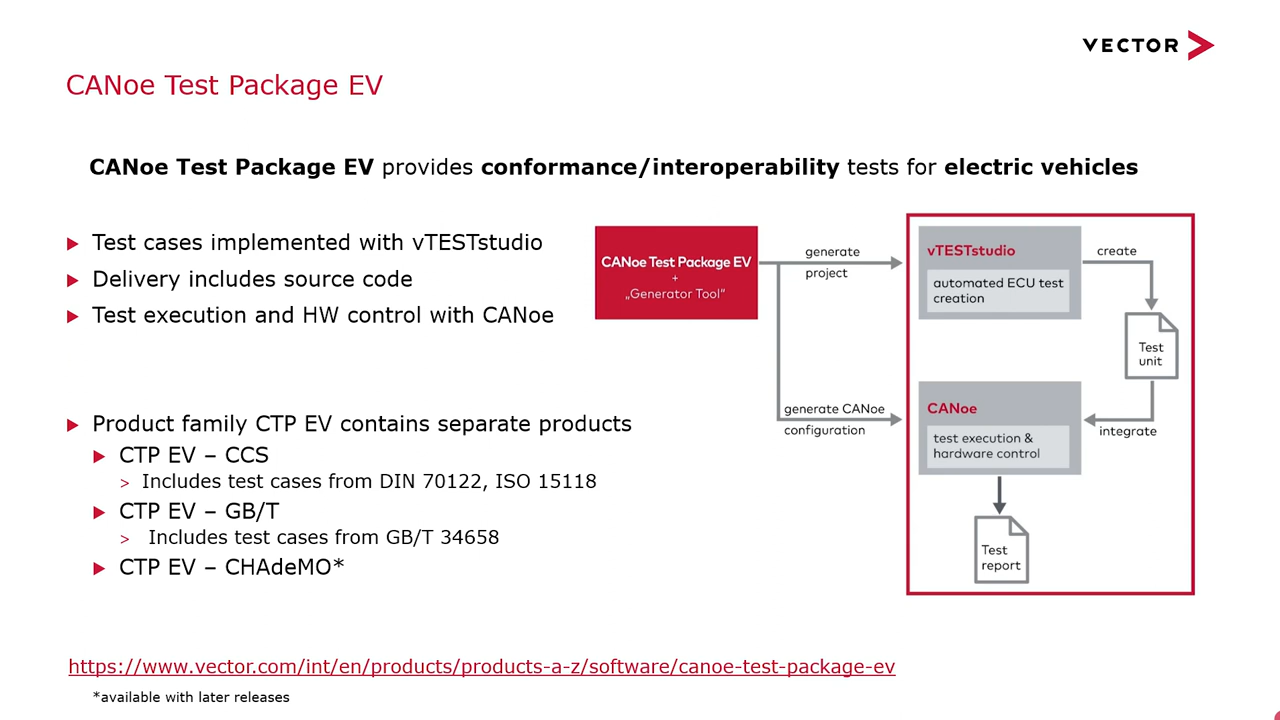 VECTOR
CANoe Test Package EV
CANoe Test Package EV provides conformance/interoperability tests for electric vehicles
Test cases implemented with vTESTstudio
Delivery includes source code
Test execution and HW control with CANoe
Product family CTP EV contains separate products
CTP EV – CCS
> Includes test cases from DIN 70122, ISO 15118
CTP EV – GB/T
> Includes test cases from GB/T 34658
CTP EV – CHAdeMO*
CANoe Test Package EV
+
„Generator Tool“
generate
project
vTESTstudio
automated ECU test
creation
create
Test
unit
generate CANoe
configuration
CANoe
test execution &
hardware control
integrate
Test
report
https://www.vector.com/int/en/products/products-a-z/software/canoe-test-package-ev
*available with later releases